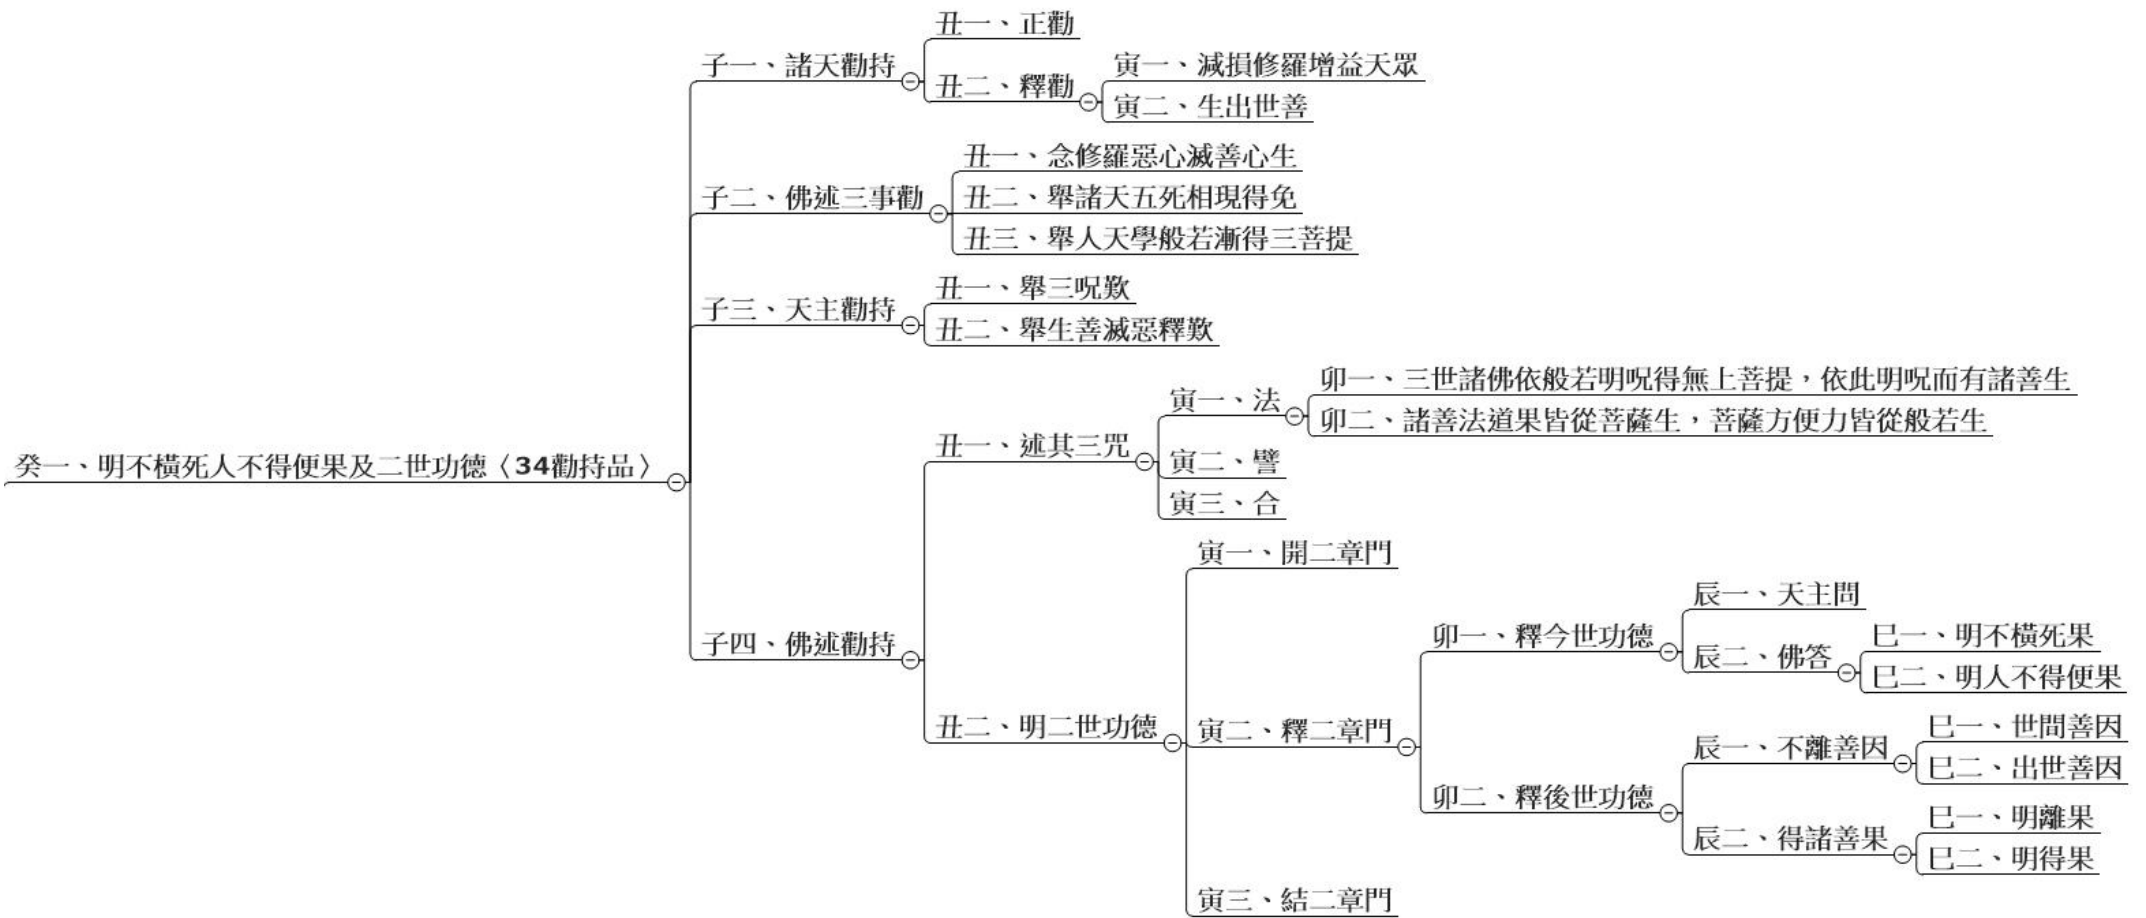 癸一、明不橫死人不得便果及二世功德〈34勸持品〉
子一、諸天勸持
丑一、正勸
丑二、釋勸
寅一、減損修羅增益天眾
寅二、生出世善
子二、佛述三事勸
丑一、念修羅惡心滅善心生
丑二、舉諸天五死相現得免
丑三、舉人天學般若漸得三菩提
子三、天主勸持
丑一、舉三呪歎
丑二、舉生善滅惡釋歎
子四、佛述勸持
丑一、述其三咒
寅一、法
卯一、三世諸佛依般若明呪得無上菩提，依此明呪而有諸善生
卯二、諸善法道果皆從菩薩生，菩薩方便力皆從般若生
寅二、譬
寅三、合
丑二、明二世功德
寅一、開二章門
寅二、釋二章門
卯一、釋今世功德
辰一、天主問
辰二、佛答
巳一、明不橫死果
巳二、明人不得便果
卯二、釋後世功德
辰一、不離善因
巳一、世間善因
巳二、出世善因
辰二、得諸善果
巳一、明離果
巳二、明得果
寅三、結二章門